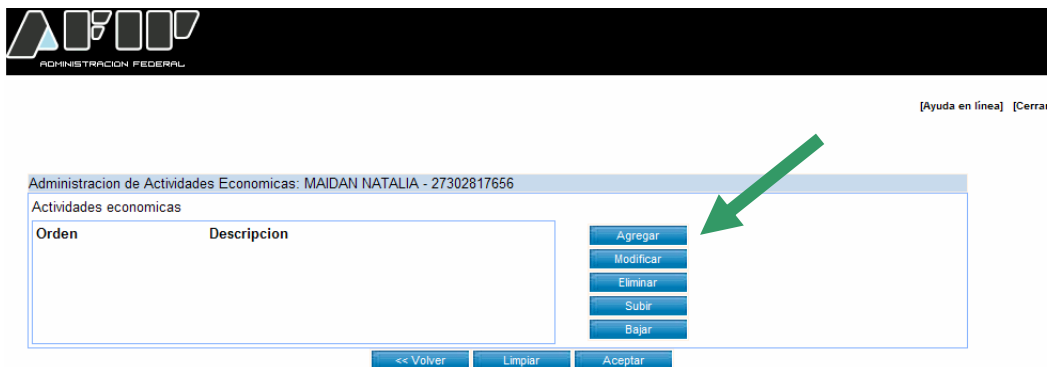 AFIP
ADMINISTRACION FEDERAL
[Ayuda en línea] [Cerrar
Administracion de Actividades Economicas: MAIDAN NATALIA - 27302817656
Actividades economicas
Orden Descripcion
Agregar
Modificar
Eliminar
Subir
Bajar
<< Volver Limpiar Aceptar